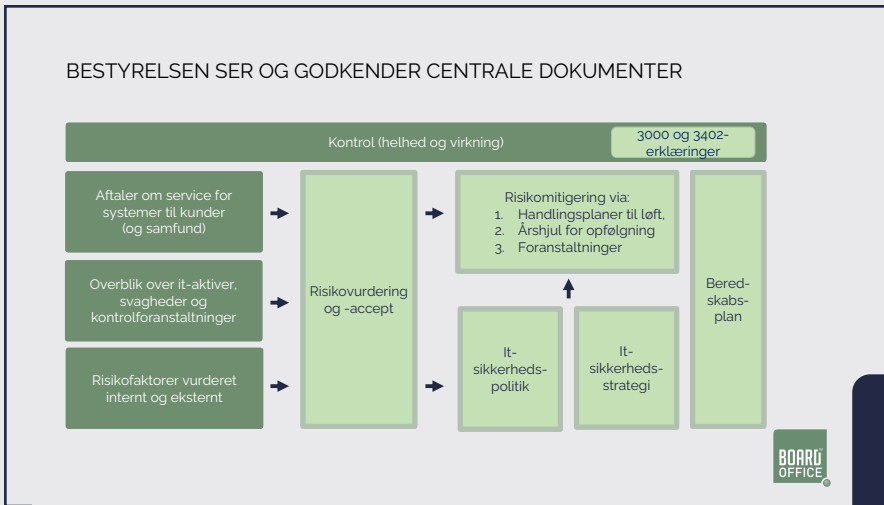 BESTYRELSEN SER OG GODKENDER CENTRALE DOKUMENTER
Kontrol (helhed og virkning)
3000 og 3402-
erklæringer
Aftaler om service for
systemer til kunder
(og samfund)
Overblik over it-aktiver,
svagheder og
kontrolforanstaltninger
Risikofaktorer vurderet
internt og eksternt
Risikovurdering
og -accept
Risikomitigering via:
1. Handlingsplaner til løft,
2. Årshjul for opfølgning
3. Foranstaltninger
It-
sikkerheds-
politik
It-
sikkerheds-
strategi
Bered-
skabs-
plan
BOARD
OFFICE